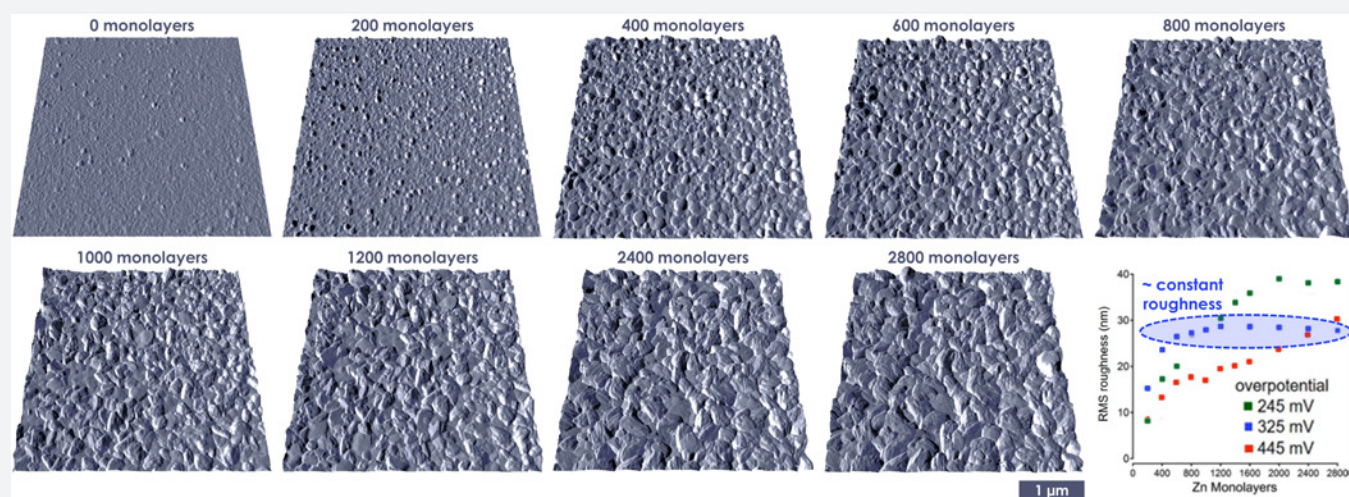 0 monolayers
200 monolayers
400 monolayers
600 monolayers
800 monolayers
1000 monolayers
1200 monolayers
2400 monolayers
2800 monolayers
1 µm
40
30
20
10
0
RMS roughness (nm)
~ constant
roughness
overpotential
245 mV
325 mV
445 mV
400 800 1200 1600 2000 2400 28000
Zn Monolayers